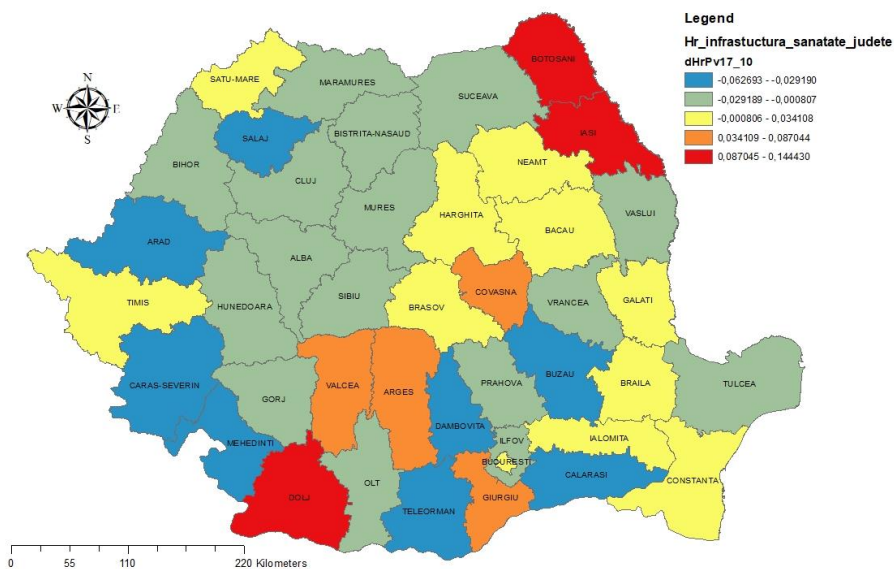 Legend
Hr_infrastuctura_sanatate_judete
dHrPv17_10
-0,062693 - -0,029190
-0,029189 - -0,000807
-0,000806 - 0,034108
0,034109 - 0,087044
0,087045 - 0,144430
N
W E
S
BOTOSANI
SATU-MARE
MARAMURES
SUCEAVA
SALAJ
BISTRITA-NASAUD
IASI
BIHOR
NEAMT
CLUJ
MURES
HARGHITA
VASLUI
BACAU
ARAD
ALBA
COVASNA
SIBIU
TIMIS
HUNEDOARA
BRASOV
VRANCEA
GALATI
CARAS-SEVERIN
VALCEA
ARGES
PRAHOVA
BUZAU
BRAILA
TULCEA
GORJ
DAMBOVITA
MEHEDINTI
ILFOV
IALOMITA
BUCURESTI
CALARASI
CONSTANTA
OLT
DOLJ
GIURGIU
TELEORMAN
0 55 110 220 Kilometers